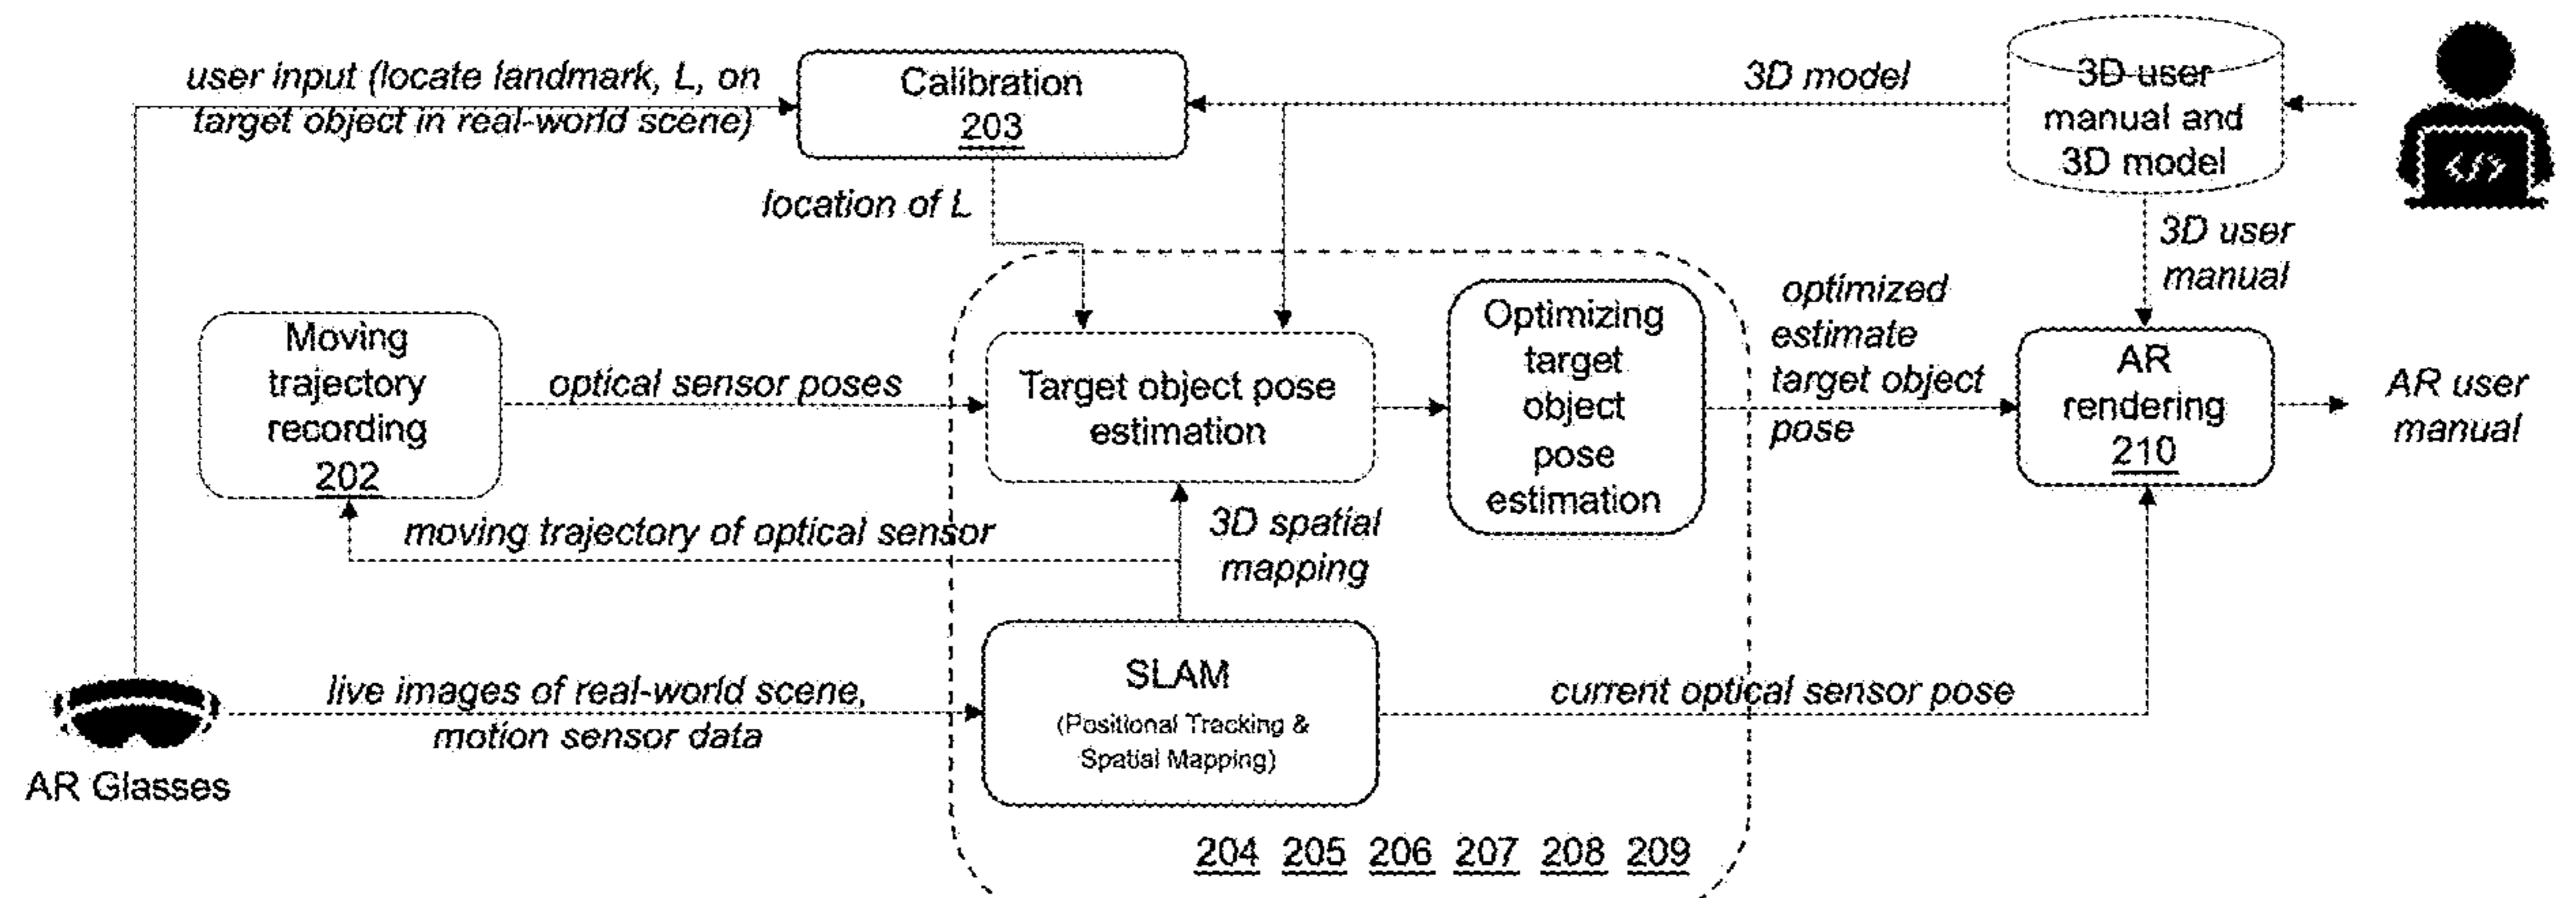 user input (locate landmark, L, on
target object in real-world scene)
Calibration
203
3D model
3D user
manual and
3D model
</>
location of L
3D user
manual
Moving
trajectory
recording
202
optical sensor poses
Target object pose
estimation
Optimizing
target
object
pose
estimation
optimized
estimate
target object
pose
AR
rendering
210
AR user
manual
moving trajectory of optical sensor
3D spatial
mapping
SLAM
(Positional Tracking &
Spatial Mapping)
live images of real-world scene,
motion sensor data
current optical sensor pose
AR Glasses
204 205 206 207 208 209